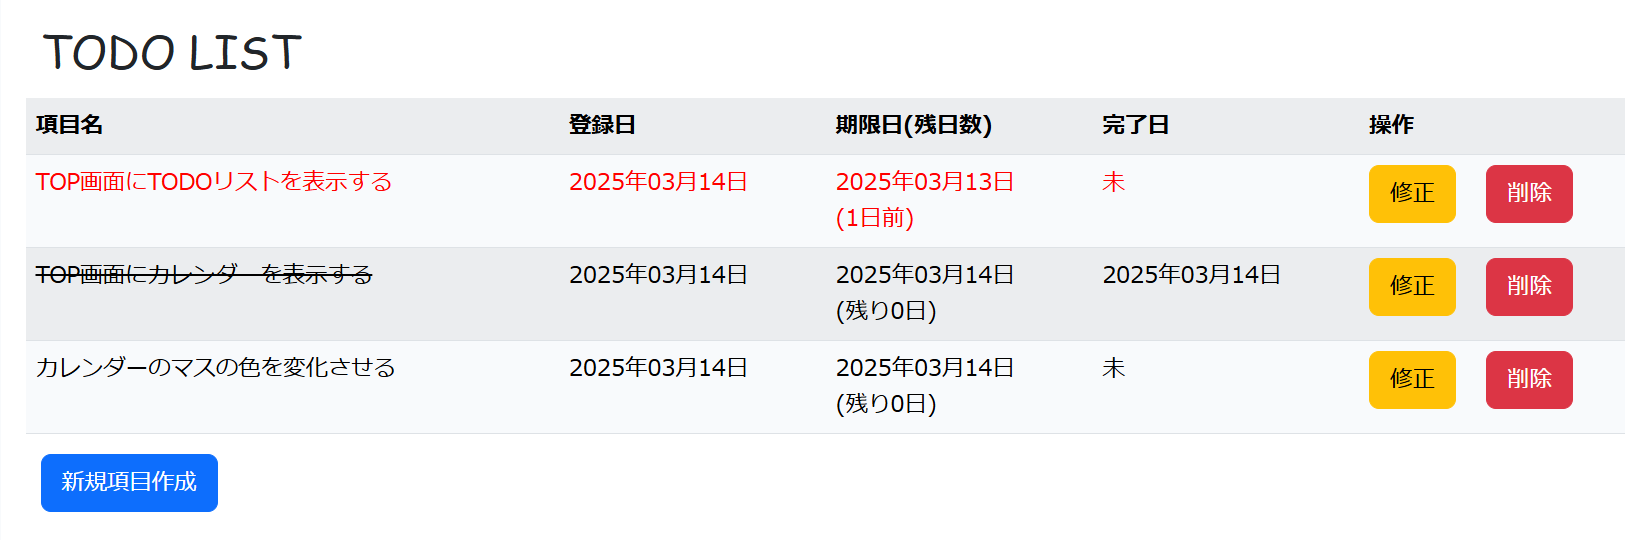 TODO LIST
項目名 登録日 期限日(残日数) 完了日 操作
TOP画面にTODOリストを表示する 2025年03月14日 2025年03月13日 未 修正 削除
(1日前)
TOP画面にカレンダーを表示する 2025年03月14日 2025年03月14日 2025年03月14日 修正 削除
(残り0日)
カレンダーのマスの色を変化させる 2025年03月14日 2025年03月14日 未 修正 削除
(残り0日)
新規項目作成